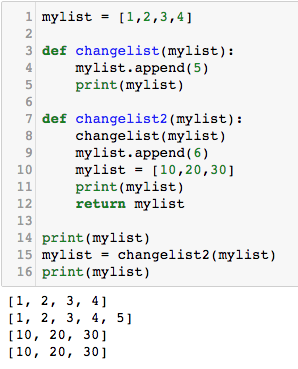 1 mylist = [1,2,3,4]
2
3 def changelist(mylist):
4     mylist.append(5)
5     print(mylist)
6
7 def changelist2(mylist):
8     changelist(mylist)
9     mylist.append(6)
10     mylist = [10,20,30]
11     print(mylist)
12     return mylist
13
14 print(mylist)
15 mylist = changelist2(mylist)
16 print(mylist)
[1, 2, 3, 4]
[1, 2, 3, 4, 5]
[10, 20, 30]
[10, 20, 30]